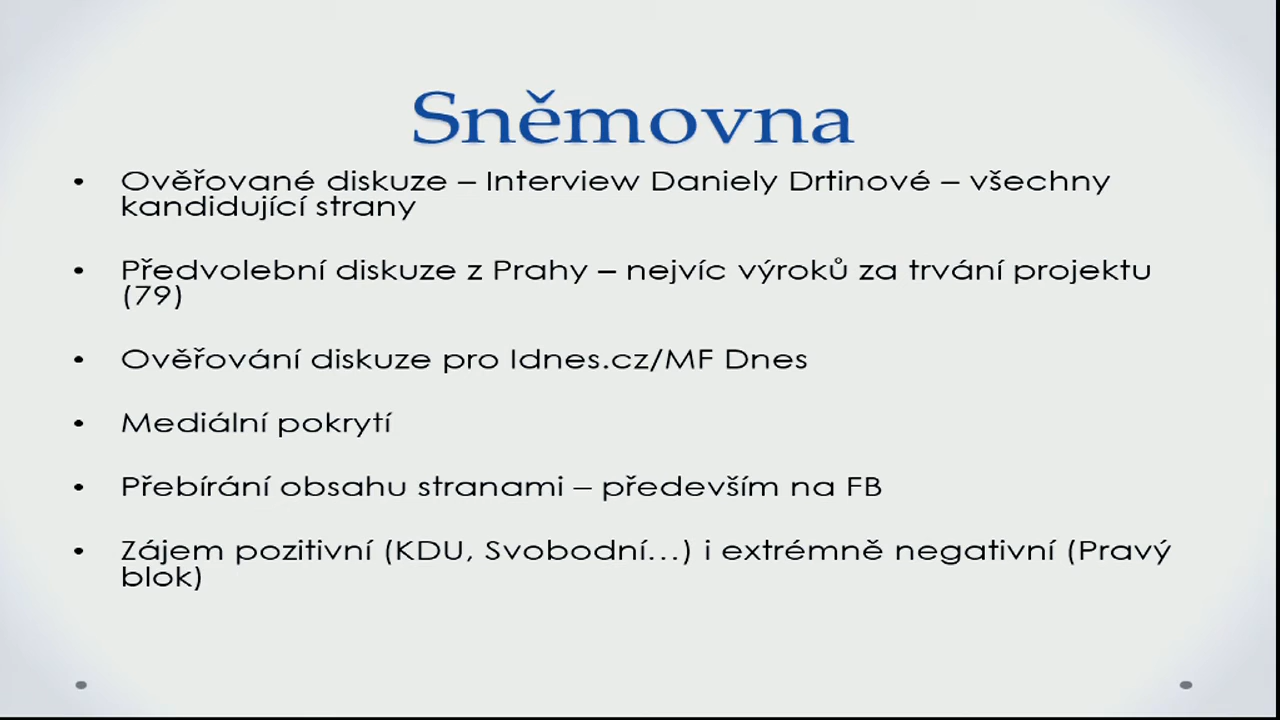 Sněmovna
• Ověřované diskuze – Interview Daniely Drtinové – všechny
kandidující strany
• Předvolební diskuze z Prahy – nejvíc výroků za trvání projektu
(79)
• Ověřování diskuze pro Idnes.cz/MF Dnes
• Mediální pokrytí
• Přebírání obsahu stranami – především na FB
• Zájem pozitivní (KDU, Svobodní...) i extrémně negativní (Pravý
blok)